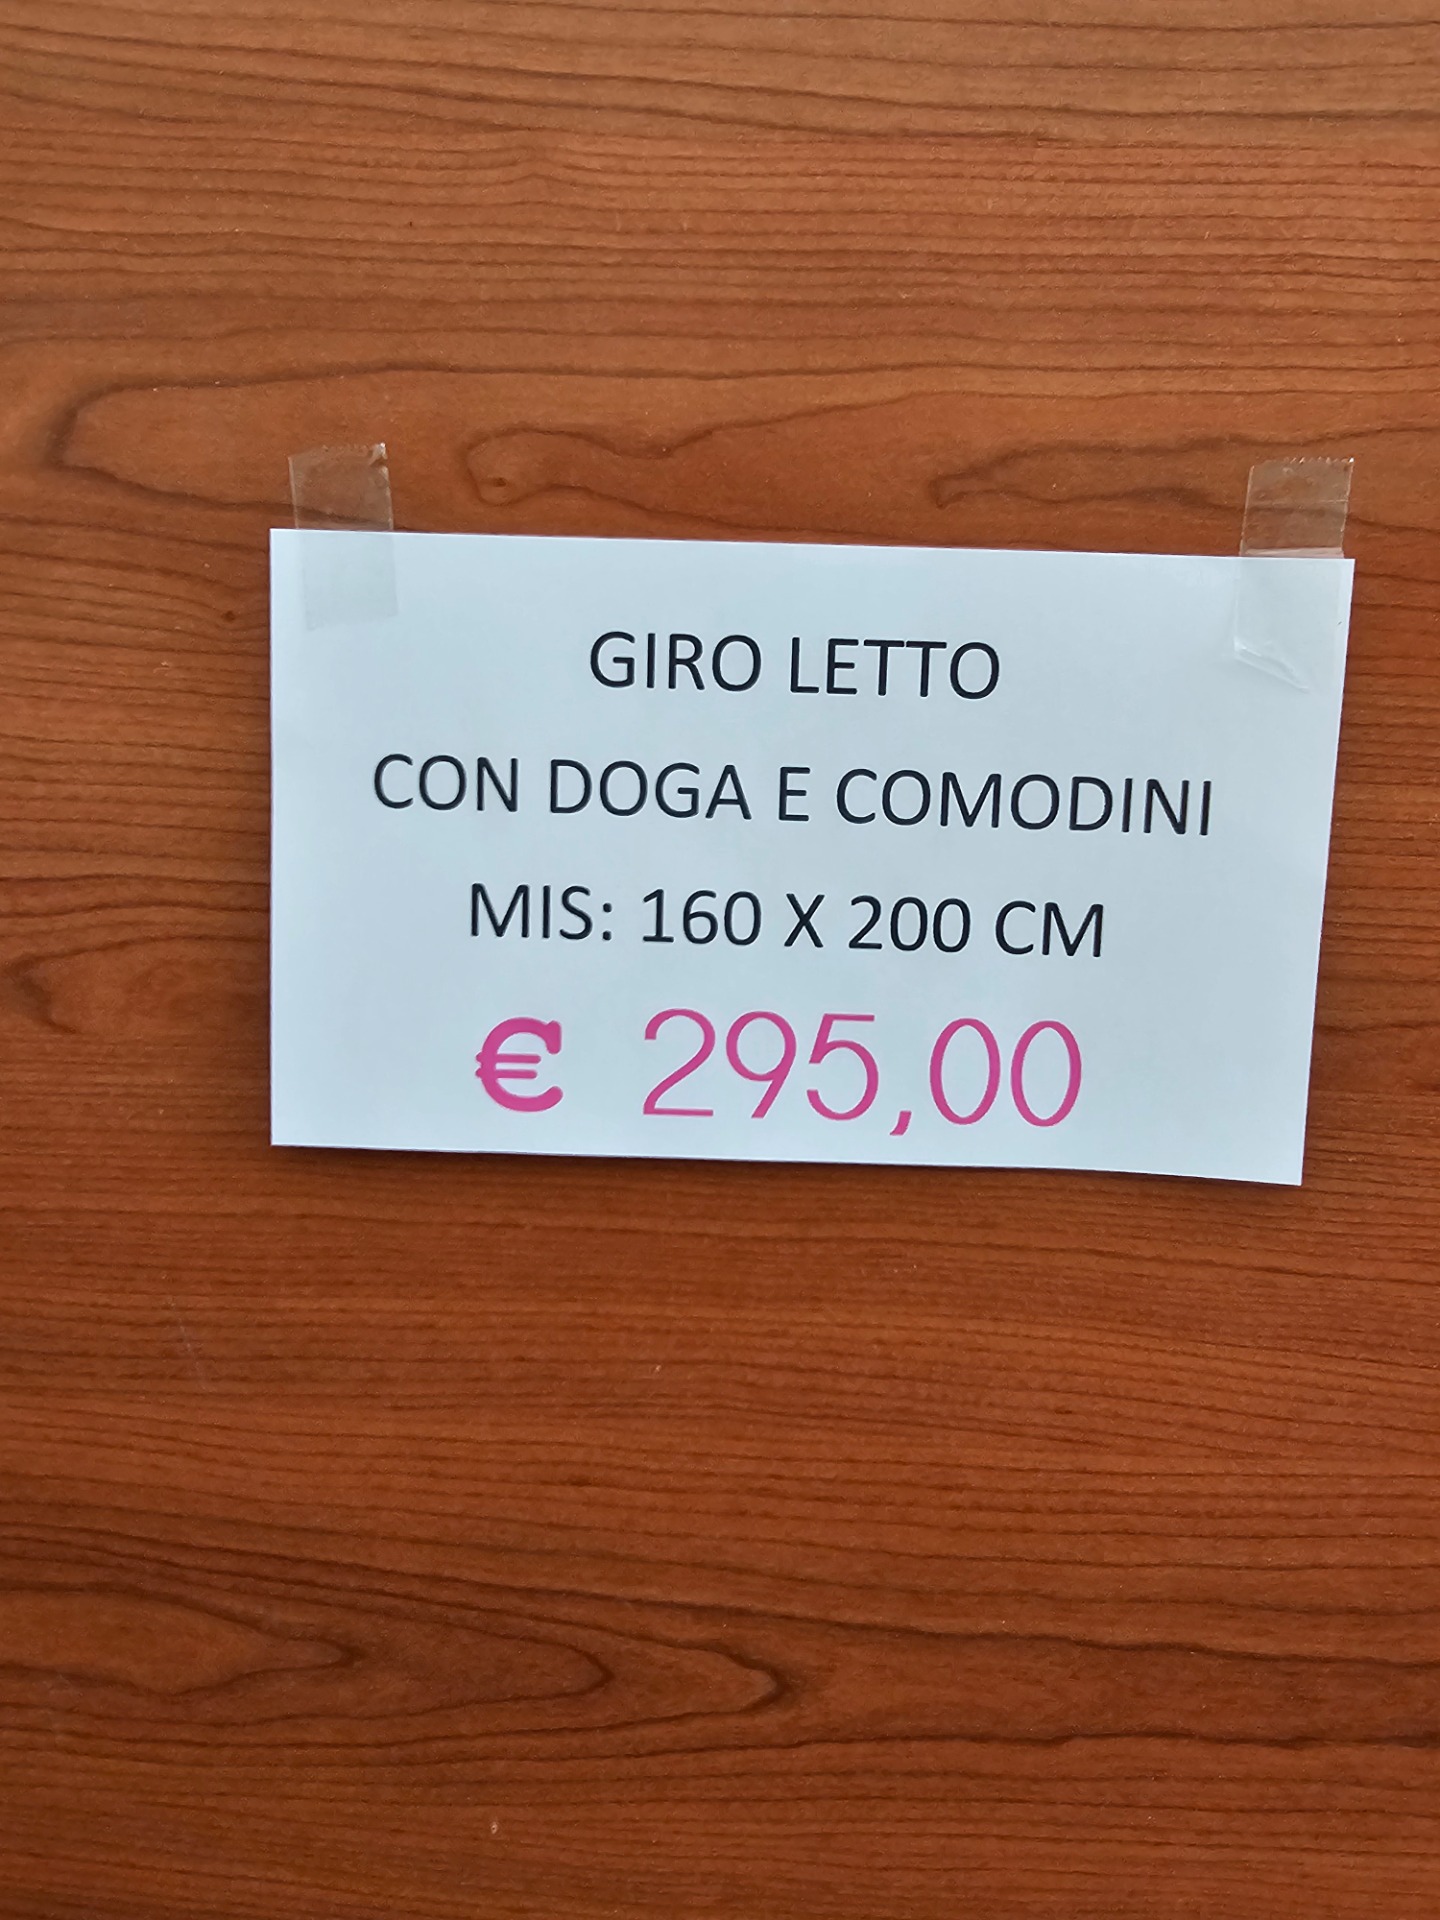 GIRO LETTO
CON DOGA E COMODINI
MIS: 160 X 200 CM
€ 295,00